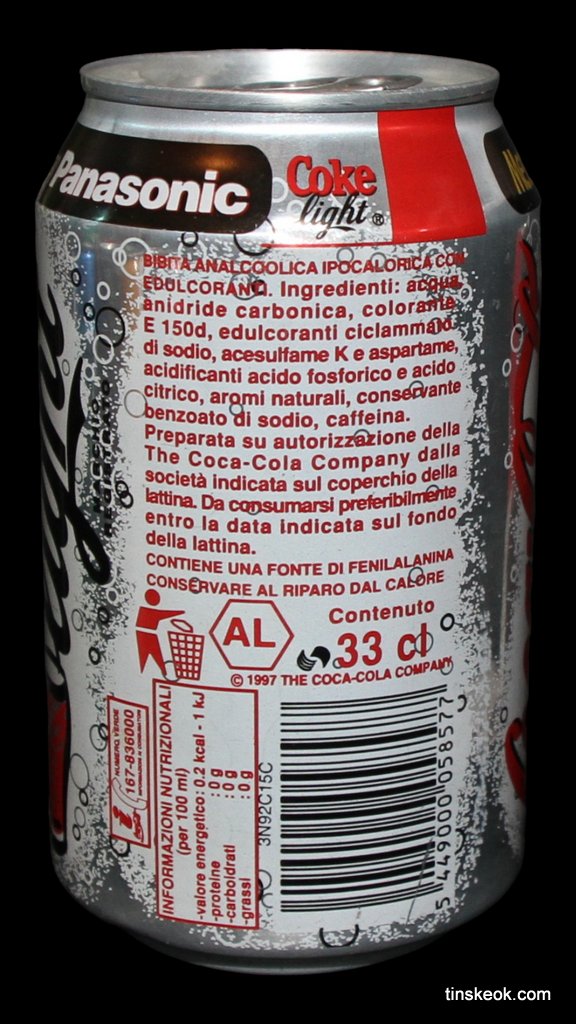 Panasonic
Coke
light®
BIBITA ANALCOOLICA IPOCALORICA CON
EDULCORANTI. Ingredienti: acqua,
anidride carbonica, colorante
E 150d, edulcoranti ciclammato
di sodio, acesulfame K e aspartame,
acidificanti acido fosforico e acido
citrico, aromi naturali, conservante
benzoato di sodio, caffeina.
Preparata su autorizzazione della
The Coca-Cola Company dalla
società indicata sul coperchio della
lattina. Da consumarsi preferibilmente
entro la data indicata sul fondo
della lattina.
CONTIENE UNA FONTE DI FENILALANINA
CONSERVARE AL RIPARO DAL CALORE
AL
Contenuto
33 cl
© 1997 THE COCA-COLA COMPANY
NUMERO VERDE
167-836000
INFORMAZIONI NUTRIZIONALI
(per 100 ml)
-valore energetico: 0.2 kcal - 1 kJ
-proteine : 0 g
-carboidrati : 0 g
-grassi : 0 g
3N92C15C
5 449000 058577
light
tinskeok.com